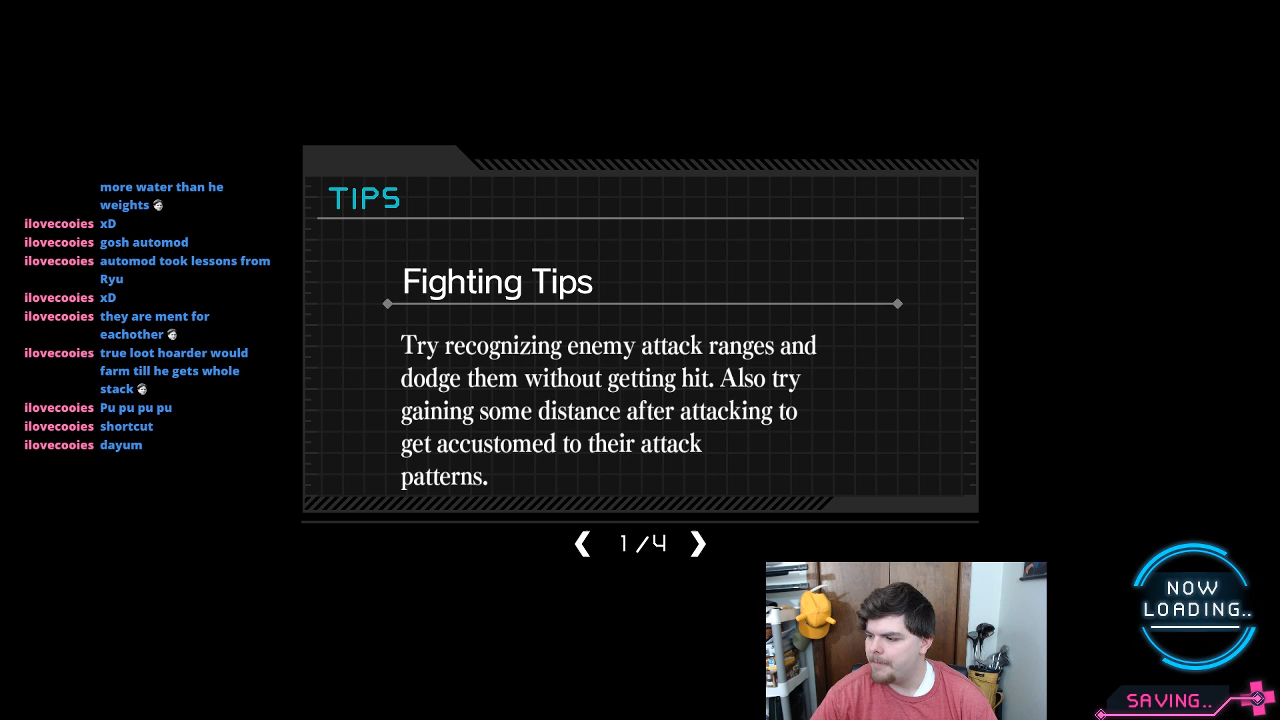 more water than he
weights
ilovecooies xD
ilovecooies gosh automod
ilovecooies automod took lessons from
Ryu
ilovecooies xD
ilovecooies they are ment for
eachother
ilovecooies true loot hoarder would
farm till he gets whole
stack
ilovecooies Pu pu pu pu
ilovecooies shortcut
ilovecooies dayum
TIPS
Fighting Tips
Try recognizing enemy attack ranges and
dodge them without getting hit. Also try
gaining some distance after attacking to
get accustomed to their attack
patterns.
1/4
NOW
LOADING..
SAVING..